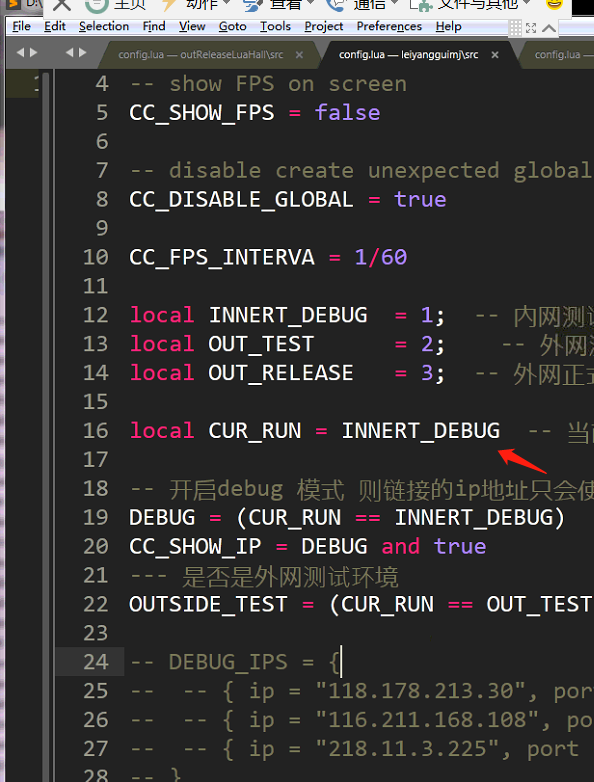 主页 动作 查看 通信 文件与其他
File Edit Selection Find View Goto Tools Project Preferences Help
config.lua — outReleaseLuaHall\src config.lua — leiyangguimj\src config.lua —
1
4 -- show FPS on screen
5 CC_SHOW_FPS = false
6
7 -- disable create unexpected global
8 CC_DISABLE_GLOBAL = true
9
10 CC_FPS_INTERVA = 1/60
11
12 local INNERT_DEBUG = 1; -- 内网测试
13 local OUT_TEST = 2; -- 外网
14 local OUT_RELEASE = 3; -- 外网正式
15
16 local CUR_RUN = INNERT_DEBUG -- 当
17
18 -- 开启debug 模式 则链接的ip地址只会使
19 DEBUG = (CUR_RUN == INNERT_DEBUG)
20 CC_SHOW_IP = DEBUG and true
21 --- 是否是外网测试环境
22 OUTSIDE_TEST = (CUR_RUN == OUT_TEST
23
24 -- DEBUG_IPS = {
25 -- -- { ip = "118.178.213.30", por
26 -- -- { ip = "116.211.168.108", po
27 -- -- { ip = "218.11.3.225", port
28 -- }